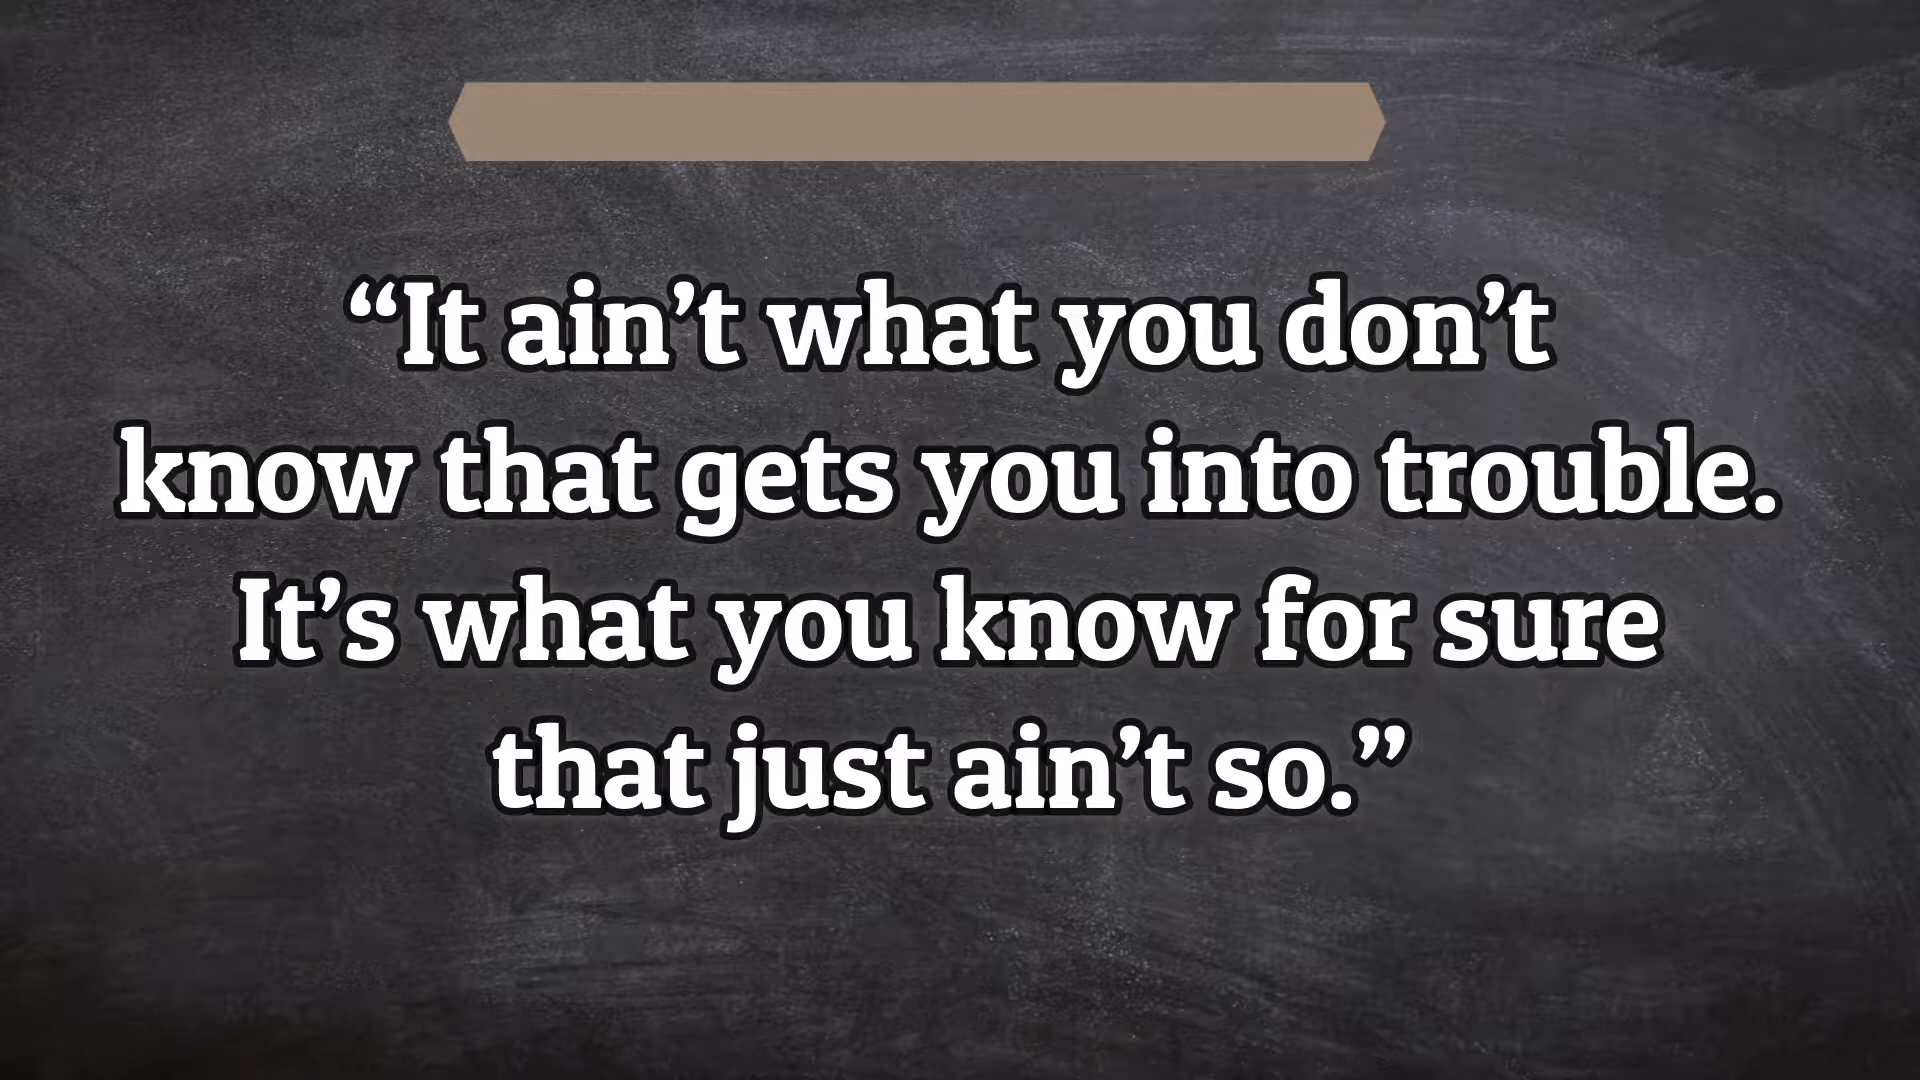 “It ain’t what you don’t
know that gets you into trouble.
It’s what you know for sure
that just ain’t so.”